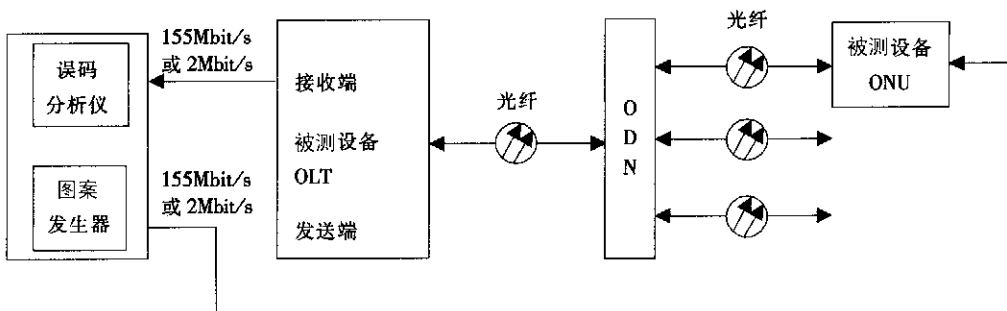 误码
分析仪
图案
发生器
155Mbit/s
或 2Mbit/s
155Mbit/s
或 2Mbit/s
接收端
被测设备
OLT
发送端
光纤
O
D
N
光纤
被测设备
ONU